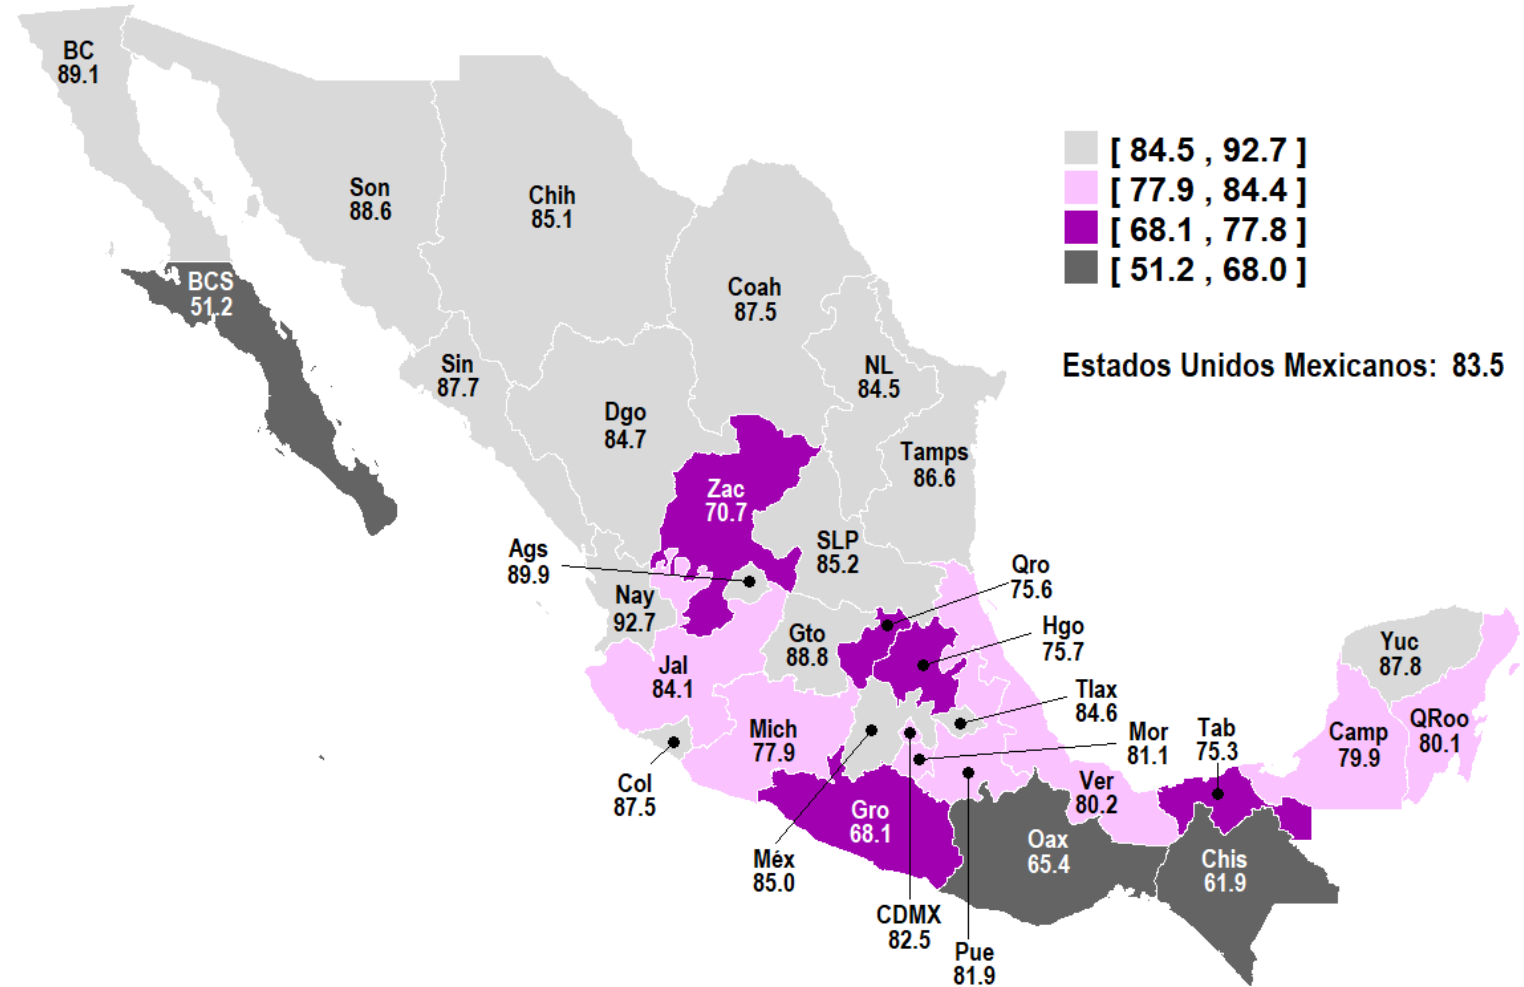 BC
89.1
Son
88.6
Chih
85.1
[ 84.5 , 92.7 ]
[ 77.9 , 84.4 ]
[ 68.1 , 77.8 ]
[ 51.2 , 68.0 ]
BCS
51.2
Coah
87.5
Estados Unidos Mexicanos: 83.5
Sin
87.7
NL
84.5
Dgo
84.7
Tamps
86.6
Zac
70.7
Ags
89.9
SLP
85.2
Qro
75.6
Nay
92.7
Gto
88.8
Hgo
75.7
Yuc
87.8
Jal
84.1
Tlax
84.6
Mich
77.9
Mor
81.1
Tab
75.3
Camp
79.9
QRoo
80.1
Col
87.5
Ver
80.2
Gro
68.1
Oax
65.4
Méx
85.0
Chis
61.9
CDMX
82.5
Pue
81.9